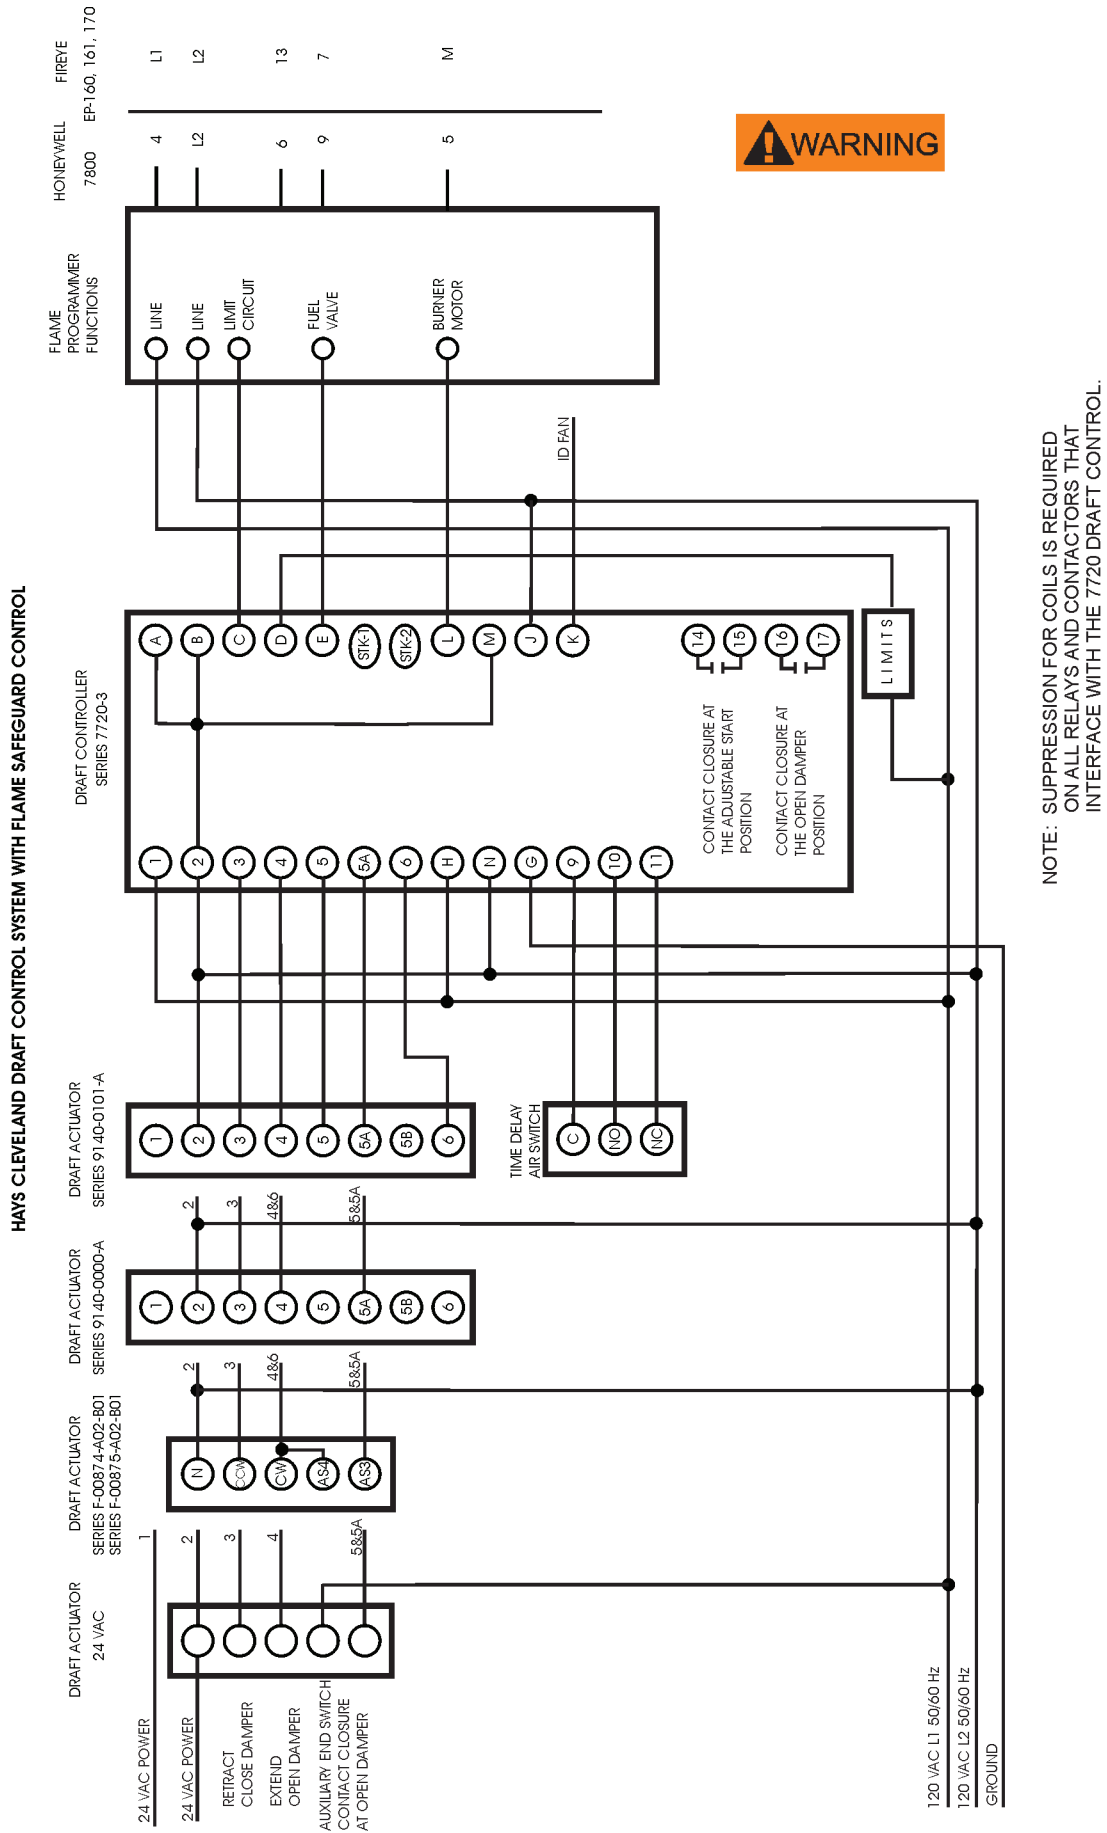 HAYS CLEVELAND DRAFT CONTROL SYSTEM WITH FLAME SAFEGUARD CONTROL
DRAFT ACTUATOR
24 VAC
DRAFT ACTUATOR
SERIES F-00874-A02-B01
SERIES F-00875-A02-B01
DRAFT ACTUATOR
SERIES 9140-0000-A
DRAFT ACTUATOR
SERIES 9140-0101-A
DRAFT CONTROLLER
SERIES 7720-3
FLAME
PROGRAMMER
FUNCTIONS
HONEYWELL
7800
FIREYE
EP-160, 161, 170
24 VAC POWER
24 VAC POWER
RETRACT
CLOSE DAMPER
EXTEND
OPEN DAMPER
AUXILIARY END SWITCH
CONTACT CLOSURE
AT OPEN DAMPER
1
2
3
4
5&5A
N
CCW
CW
AS4
AS3
2
3
4&6
5&5A
1
2
3
4
5
5A
5B
6
2
3
4&6
5&5A
1
2
3
4
5
5A
5B
6
TIME DELAY
AIR SWITCH
C
NO
NC
1
2
3
4
5
5A
6
H
N
G
9
10
11
A
B
C
D
E
STK-1
STK-2
L
M
J
K
CONTACT CLOSURE AT
THE ADJUSTABLE START
POSITION
14
15
CONTACT CLOSURE AT
THE OPEN DAMPER
POSITION
16
17
LIMITS
ID FAN
LINE
LINE
LIMIT
CIRCUIT
FUEL
VALVE
BURNER
MOTOR
4
L2
6
9
5
L1
L2
13
7
M
120 VAC L1 50/60 Hz
120 VAC L2 50/60 Hz
GROUND
WARNING
NOTE: SUPPRESSION FOR COILS IS REQUIRED
ON ALL RELAYS AND CONTACTORS THAT
INTERFACE WITH THE 7720 DRAFT CONTROL.